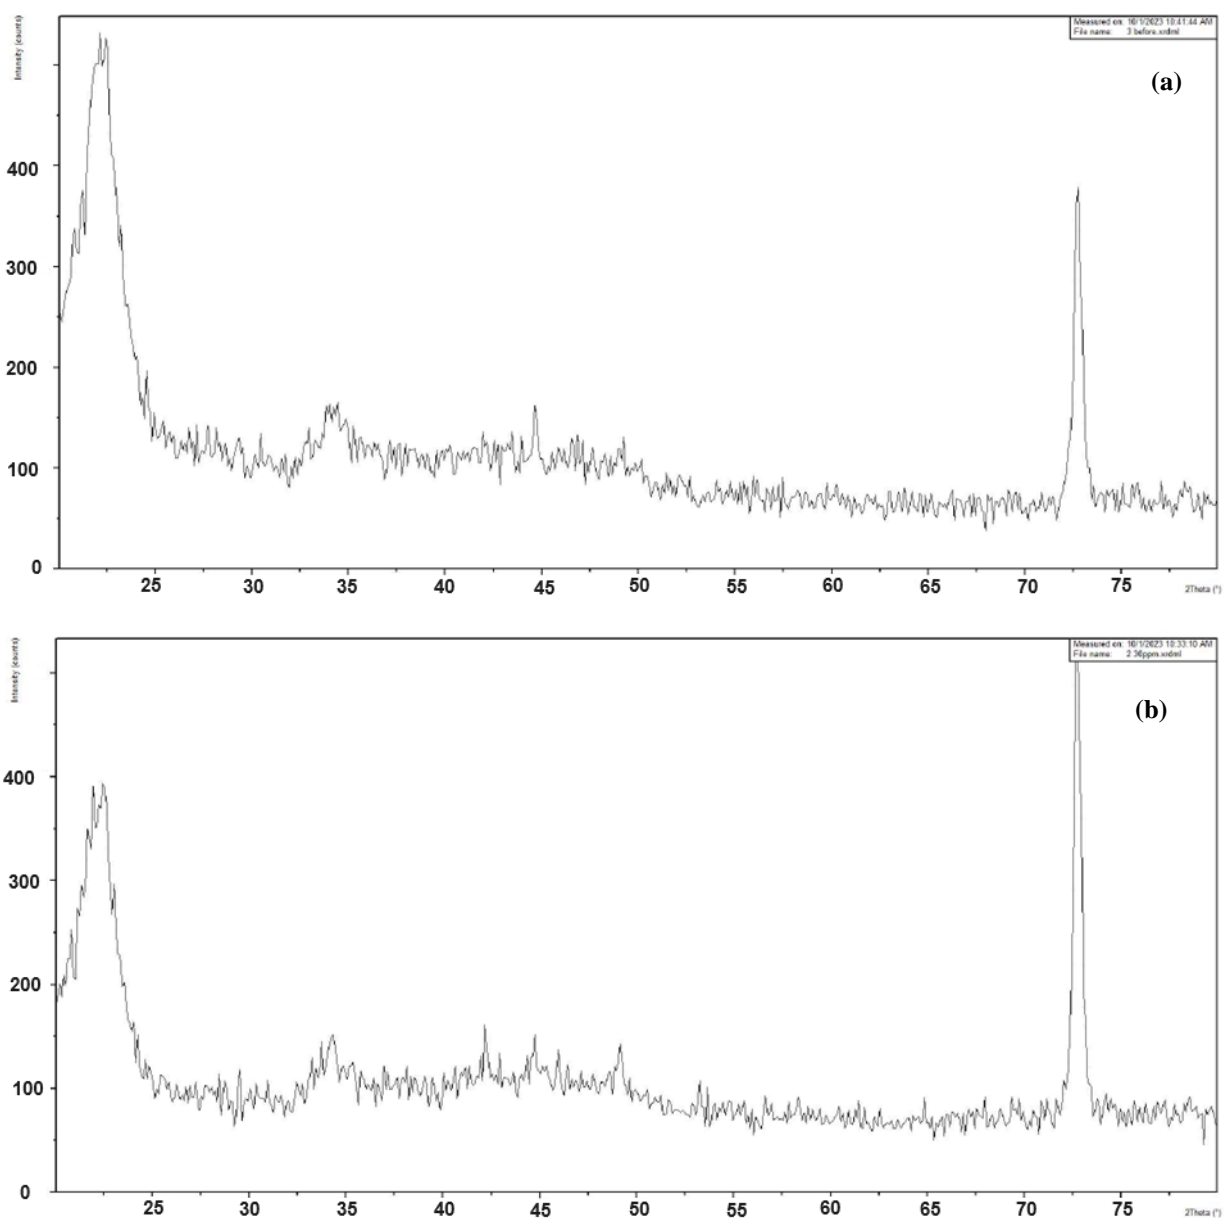 Measured on: 10/1/2023 10:41:44 AM
File name: 3 before.xrdml
Intensity (counts)
(a)
400
300
200
100
0
25 30 35 40 45 50 55 60 65 70 75
2Theta (°)
Measured on: 10/1/2023 10:33:10 AM
File name: 2 30ppm.xrdml
Intensity (counts)
(b)
400
300
200
100
0
25 30 35 40 45 50 55 60 65 70 75
2Theta (°)